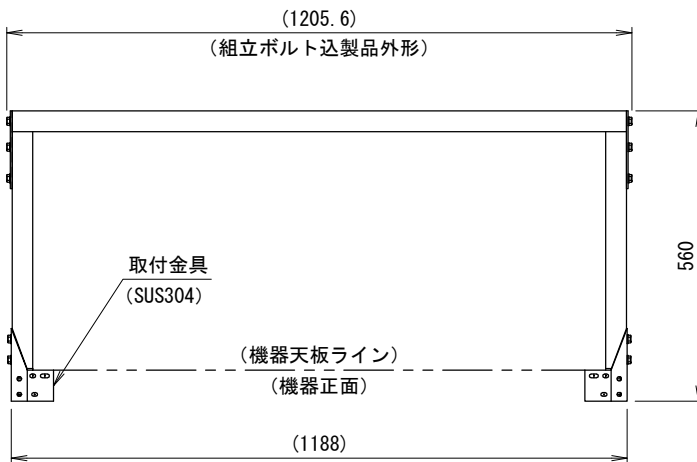 (1205.6)
(組立ボルト込製品外形)
取付金具
(SUS304)
560
(機器天板ライン)
(機器正面)
(1188)